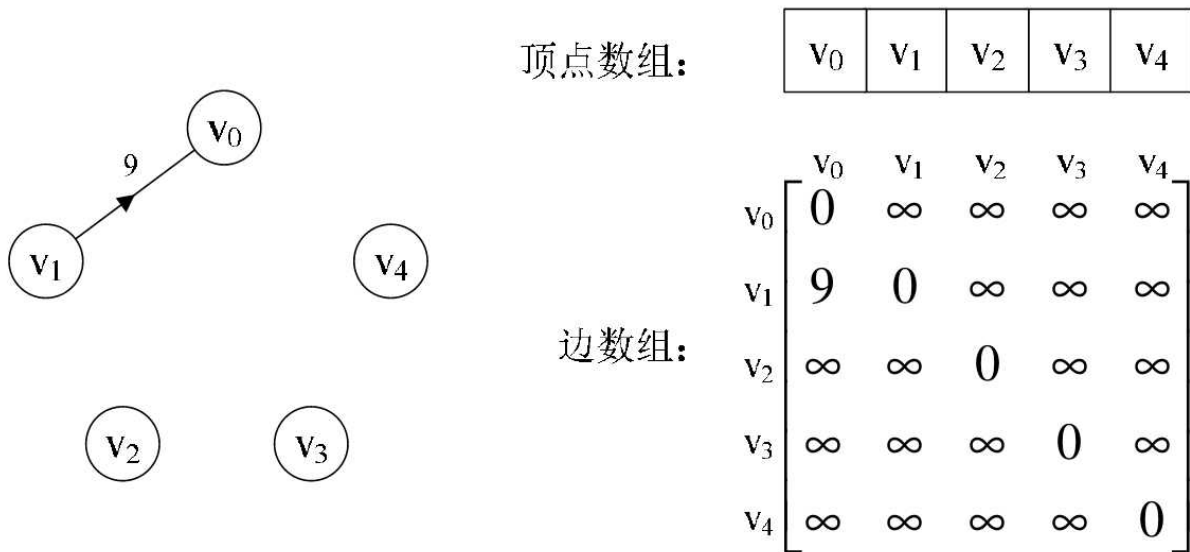 v₀
9
v₁
v₄
v₂
v₃
顶点数组：
v₀ v₁ v₂ v₃ v₄
边数组：
v₀ v₁ v₂ v₃ v₄
v₀ 0 ∞ ∞ ∞ ∞
v₁ 9 0 ∞ ∞ ∞
v₂ ∞ ∞ 0 ∞ ∞
v₃ ∞ ∞ ∞ 0 ∞
v₄ ∞ ∞ ∞ ∞ 0